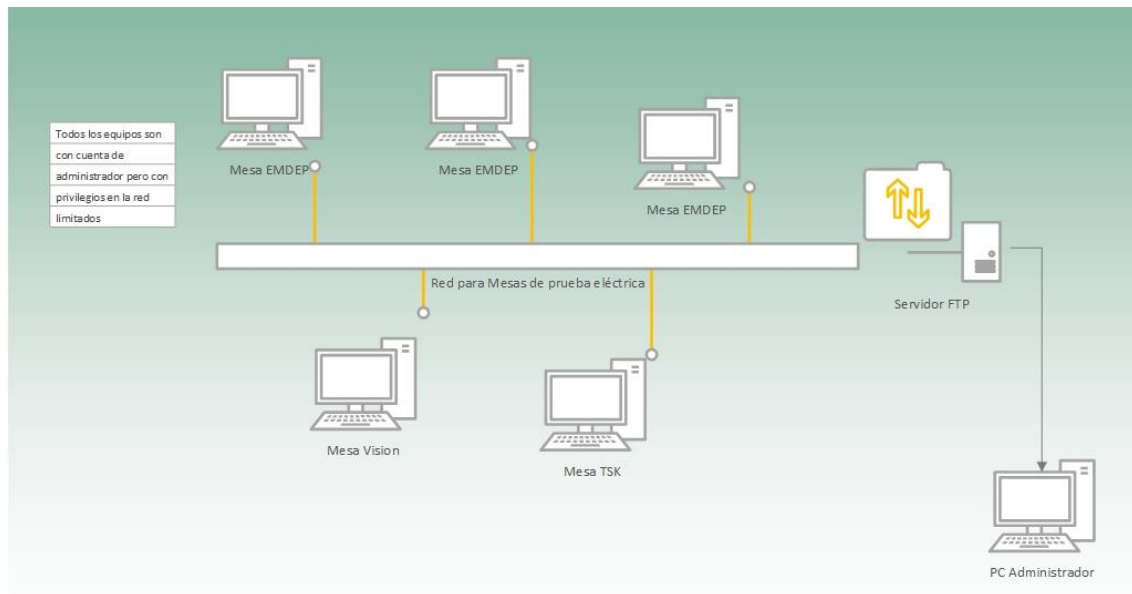 Mesa EMDEP
Mesa EMDEP
Mesa EMDEP
Todos los equipos son
con cuenta de
administrador pero con
privilegios en la red
limitados
Red para Mesas de prueba eléctrica
Servidor FTP
Mesa Vision
Mesa TSK
PC Administrador